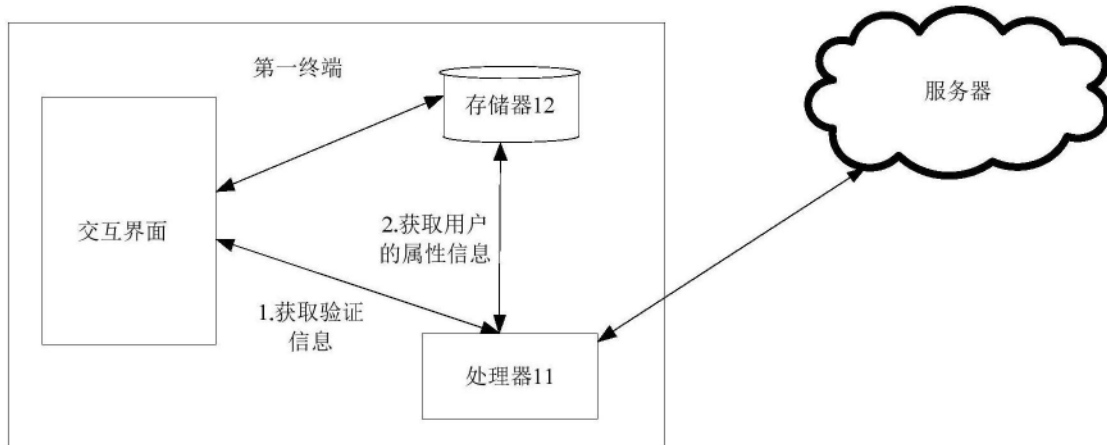 第一终端
存储器12
服务器
交互界面
2.获取用户
的属性信息
1.获取验证
信息
处理器11